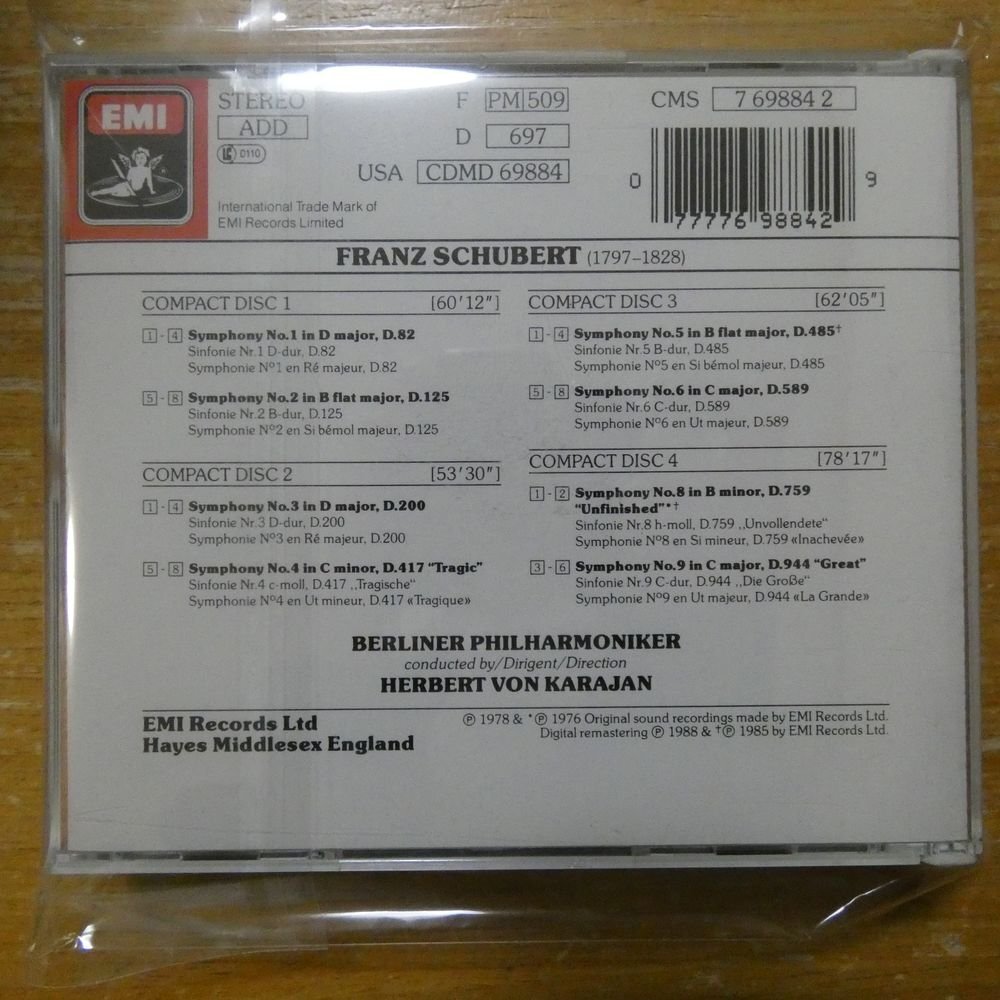 EMI
STEREO
ADD
LC 0110
International Trade Mark of
EMI Records Limited
F PM 509
D 697
USA CDMD 69884
CMS 7 69884 2
0 77776 98842 9
FRANZ SCHUBERT (1797–1828)
COMPACT DISC 1 [60'12"]
1 - 4 Symphony No.1 in D major, D.82
Sinfonie Nr.1 D-dur, D.82
Symphonie Nº1 en Ré majeur, D.82
5 - 8 Symphony No.2 in B flat major, D.125
Sinfonie Nr.2 B-dur, D.125
Symphonie Nº2 en Si bémol majeur, D.125
COMPACT DISC 2 [53'30"]
1 - 4 Symphony No.3 in D major, D.200
Sinfonie Nr.3 D-dur, D.200
Symphonie Nº3 en Ré majeur, D.200
5 - 8 Symphony No.4 in C minor, D.417 "Tragic"
Sinfonie Nr.4 c-moll, D.417 „Tragische"
Symphonie Nº4 en Ut mineur, D.417 «Tragique»
COMPACT DISC 3 [62'05"]
1 - 4 Symphony No.5 in B flat major, D.485†
Sinfonie Nr.5 B-dur, D.485
Symphonie Nº5 en Si bémol majeur, D.485
5 - 8 Symphony No.6 in C major, D.589
Sinfonie Nr.6 C-dur, D.589
Symphonie Nº6 en Ut majeur, D.589
COMPACT DISC 4 [78'17"]
1 - 2 Symphony No.8 in B minor, D.759
"Unfinished"*†
Sinfonie Nr.8 h-moll, D.759 „Unvollendete"
Symphonie Nº8 en Si mineur, D.759 «Inachevée»
3 - 6 Symphony No.9 in C major, D.944 "Great"
Sinfonie Nr.9 C-dur, D.944 „Die Große"
Symphonie Nº9 en Ut majeur, D.944 «La Grande»
BERLINER PHILHARMONIKER
conducted by/Dirigent/Direction
HERBERT VON KARAJAN
EMI Records Ltd
Hayes Middlesex England
℗ 1978 & *℗ 1976 Original sound recordings made by EMI Records Ltd.
Digital remastering ℗ 1988 & †℗ 1985 by EMI Records Ltd.